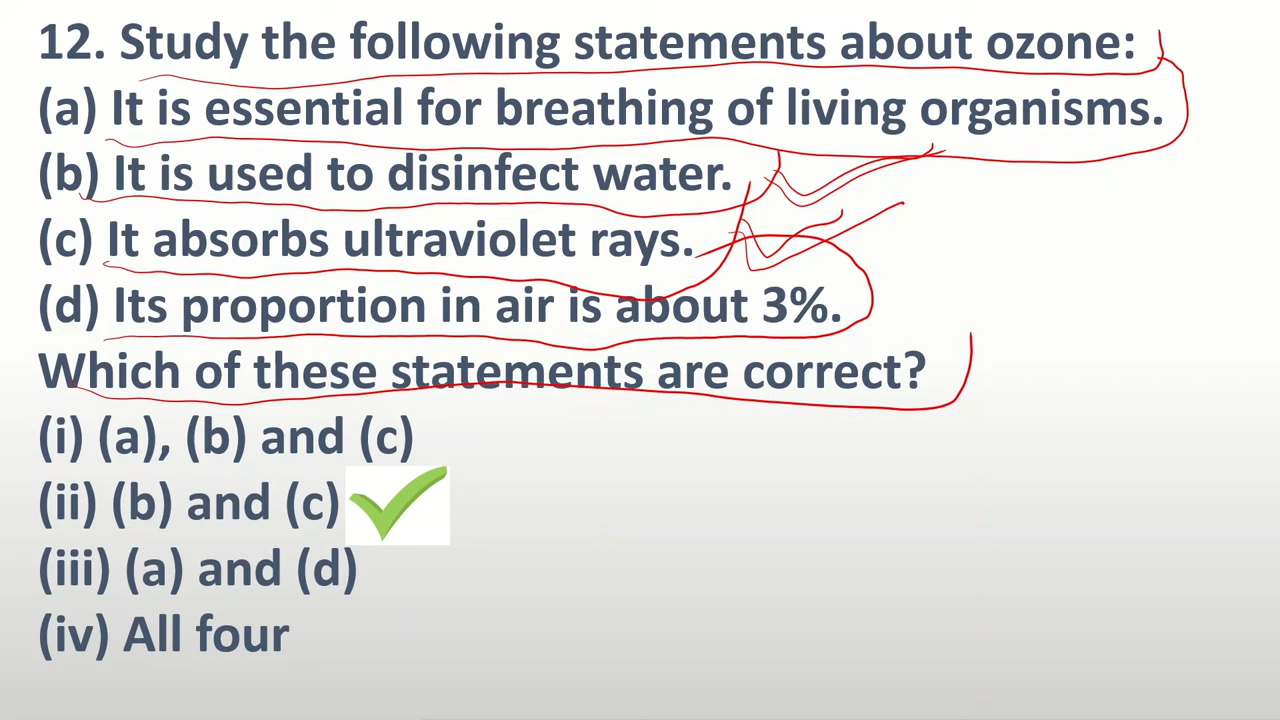 12. Study the following statements about ozone:
(a) It is essential for breathing of living organisms.
(b) It is used to disinfect water.
(c) It absorbs ultraviolet rays.
(d) Its proportion in air is about 3%.
Which of these statements are correct?
(i) (a), (b) and (c)
(ii) (b) and (c)
(iii) (a) and (d)
(iv) All four